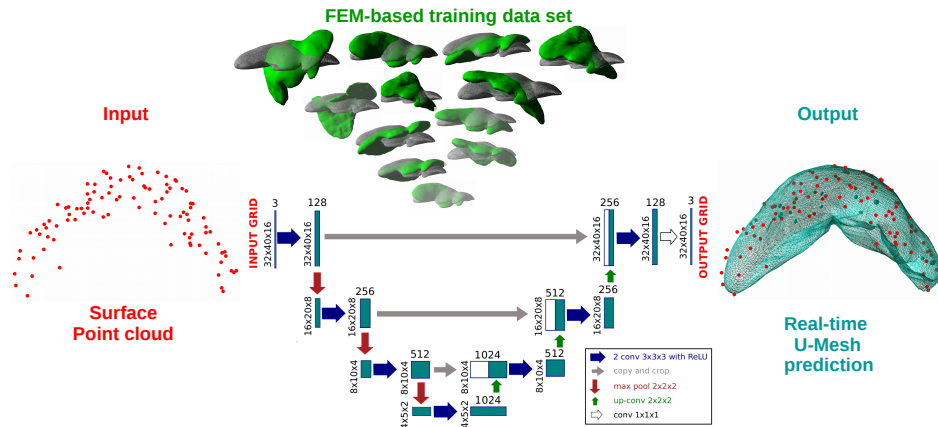 FEM-based training data set
Input
Output
Surface
Point cloud
INPUT GRID
32x40x16
3
32x40x16
128
32x40x16
256
32x40x16
128
32x40x16
3
OUTPUT GRID
16x20x8
16x20x8
256
16x20x8
512
16x20x8
256
8x10x4
8x10x4
512
8x10x4
1024
8x10x4
512
4x5x2
1024
2 conv 3x3x3 with ReLU
copy and crop
max pool 2x2x2
up-conv 2x2x2
conv 1x1x1
Real-time
U-Mesh
prediction